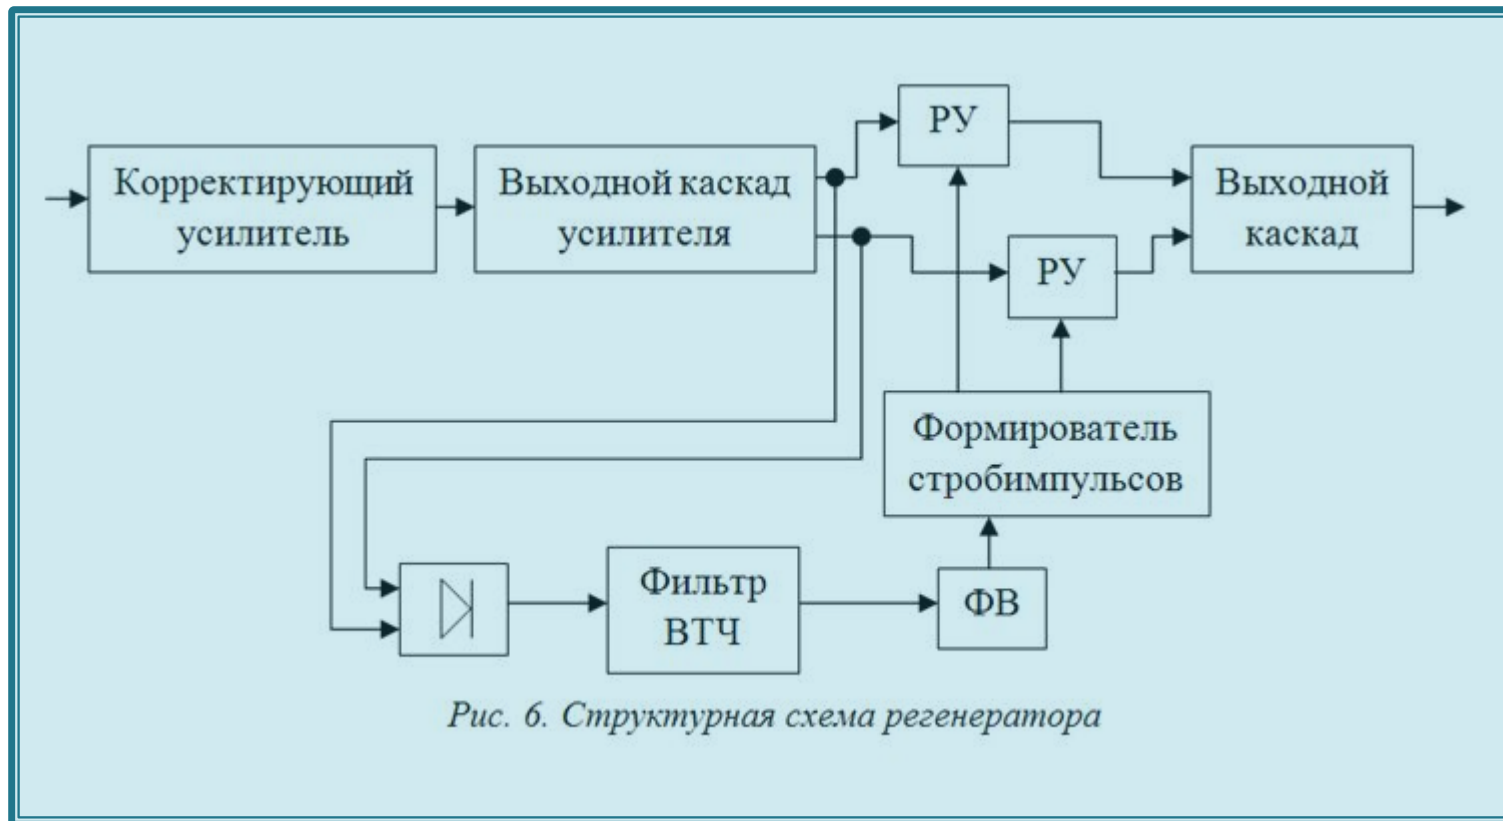 РУ
Корректирующий
усилитель
Выходной каскад
усилителя
Выходной
каскад
РУ
Формирователь
стробимпульсов
Фильтр
ВТЧ
ФВ
Рис. 6. Структурная схема регенератора